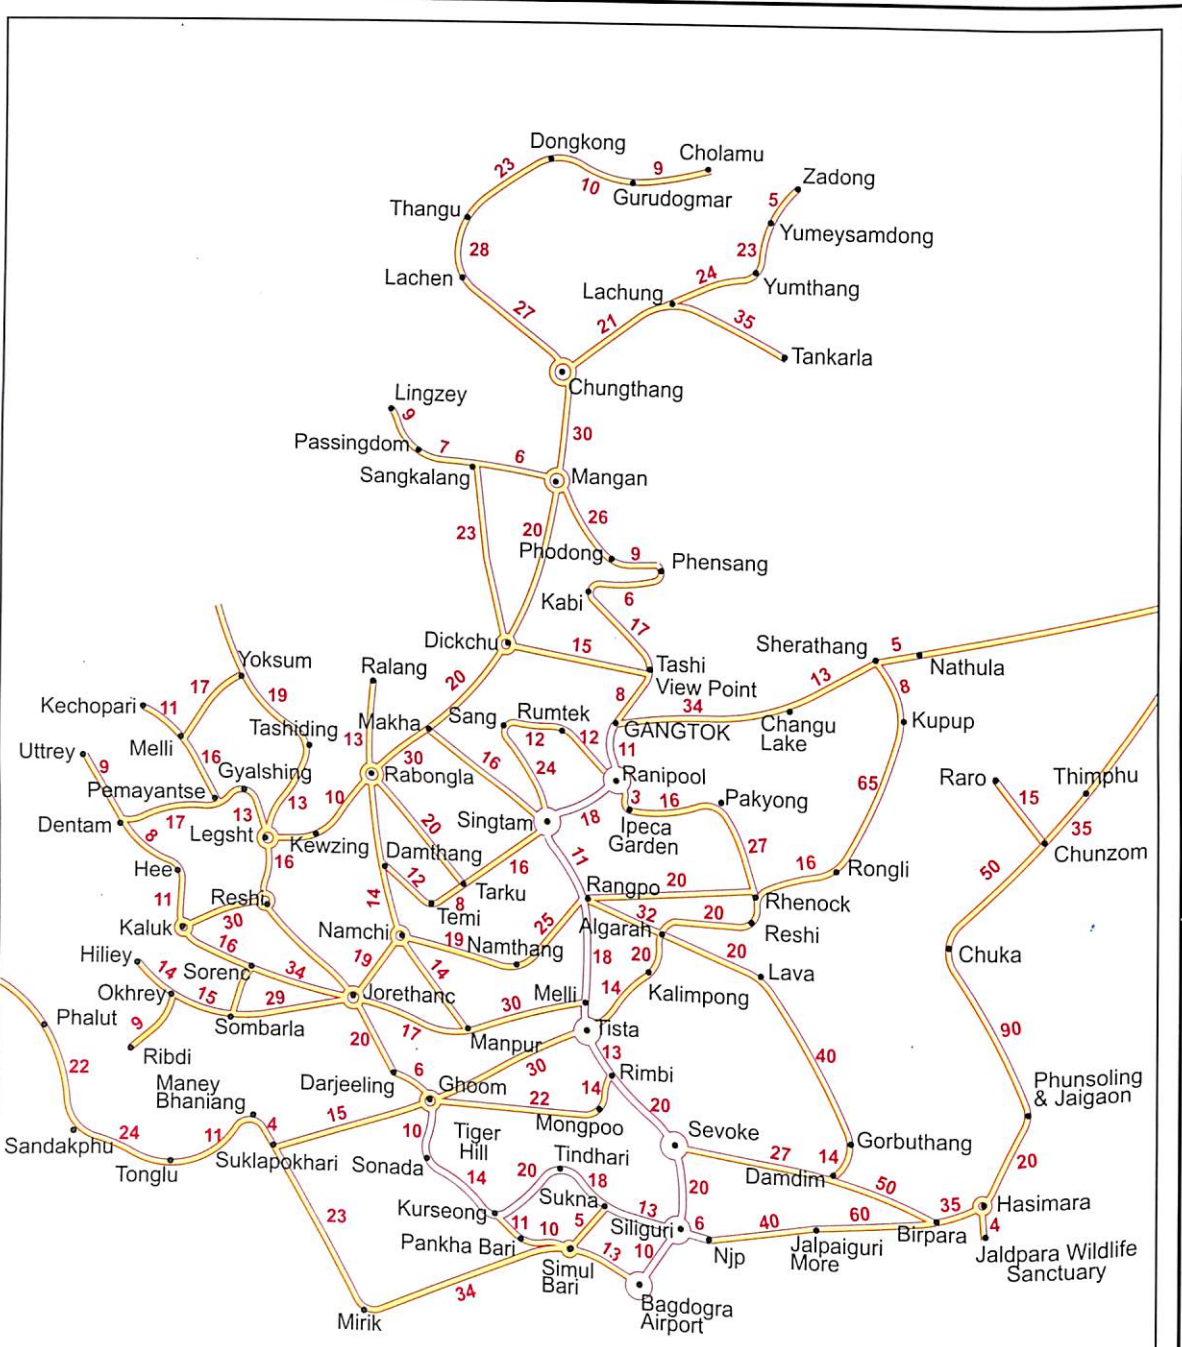 Dongkong
Cholamu
23
9
10
Zadong
Gurudogmar
5
Thangu
Yumeysamdong
28
23
Lachen
24
Yumthang
Lachung
27
21
35
Tankarla
Chungthang
Lingzey
9
30
Passingdom
7
6
Sangkalang
Mangan
26
23
20
Phodong
9
Phensang
Kabi
6
17
Dickchu
15
Sherathang
5
Nathula
Tashi
View Point
Yoksum
Ralang
20
13
8
8
17
19
34
Kechopari
11
Makha
Sang
Rumtek
GANGTOK
Changu
Lake
Kupup
Tashiding
12
12
11
Uttrey
Melli
13
30
16
9
16
Gyalshing
Rabongla
24
Ranipool
65
Raro
Thimphu
Pemayantse
13
13
10
3
16
Pakyong
15
Dentam
17
Legsht
Kewzing
20
Singtam
18
Ipeca
Garden
35
8
16
Damthang
11
27
Chunzom
Hee
12
Tarku
16
16
Rongli
50
11
Reshi
14
8
Temi
Rangpo
20
Rhenock
Kaluk
30
Namchi
19
Namthang
25
Algarah
32
20
Reshi
16
Hiliey
Sorenc
34
19
14
18
20
20
Lava
Chuka
14
Okhrey
15
29
Jorethanc
30
Melli
14
Kalimpong
Phalut
9
Sombarla
17
Manpur
Tista
90
Ribdi
20
30
13
40
22
Maney
Bhaniang
Darjeeling
6
Ghoom
14
Rimbi
Phunsoling
& Jaigaon
4
15
22
Mongpoo
20
Sevoke
24
11
10
Tiger
Hill
Gorbuthang
Sandakphu
Tonglu
Suklapokhari
Sonada
Tindhari
27
14
20
14
20
18
Damdim
50
Sukna
20
Hasimara
23
Kurseong
13
Siliguri
6
40
60
35
4
11
10
5
Birpara
Pankha Bari
13
10
Njp
Jalpaiguri
More
Jaldpara Wildlife
Sanctuary
Simul
Bari
34
Mirik
Bagdogra
Airport